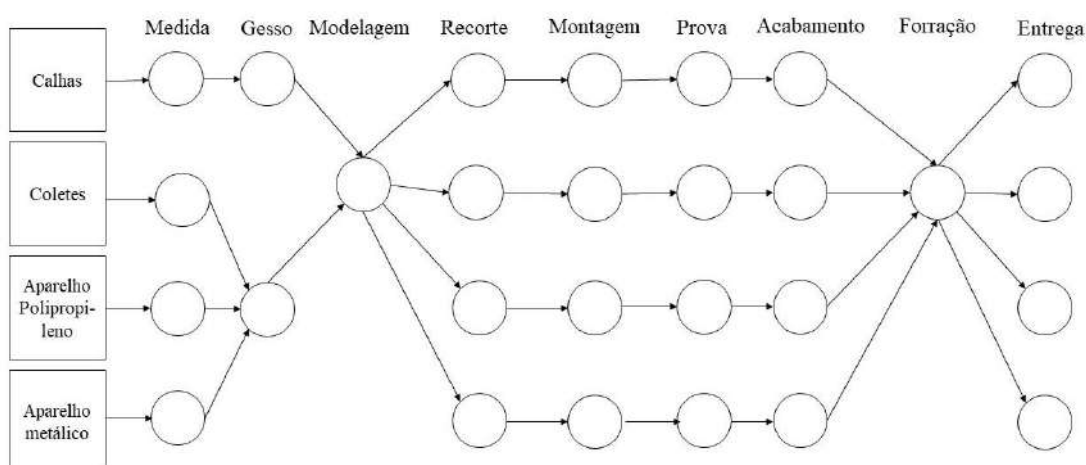 Medida Gesso Modelagem Recorte Montagem Prova Acabamento Forração Entrega
Calhas
Coletes
Aparelho
Polipropi-
leno
Aparelho
metálico